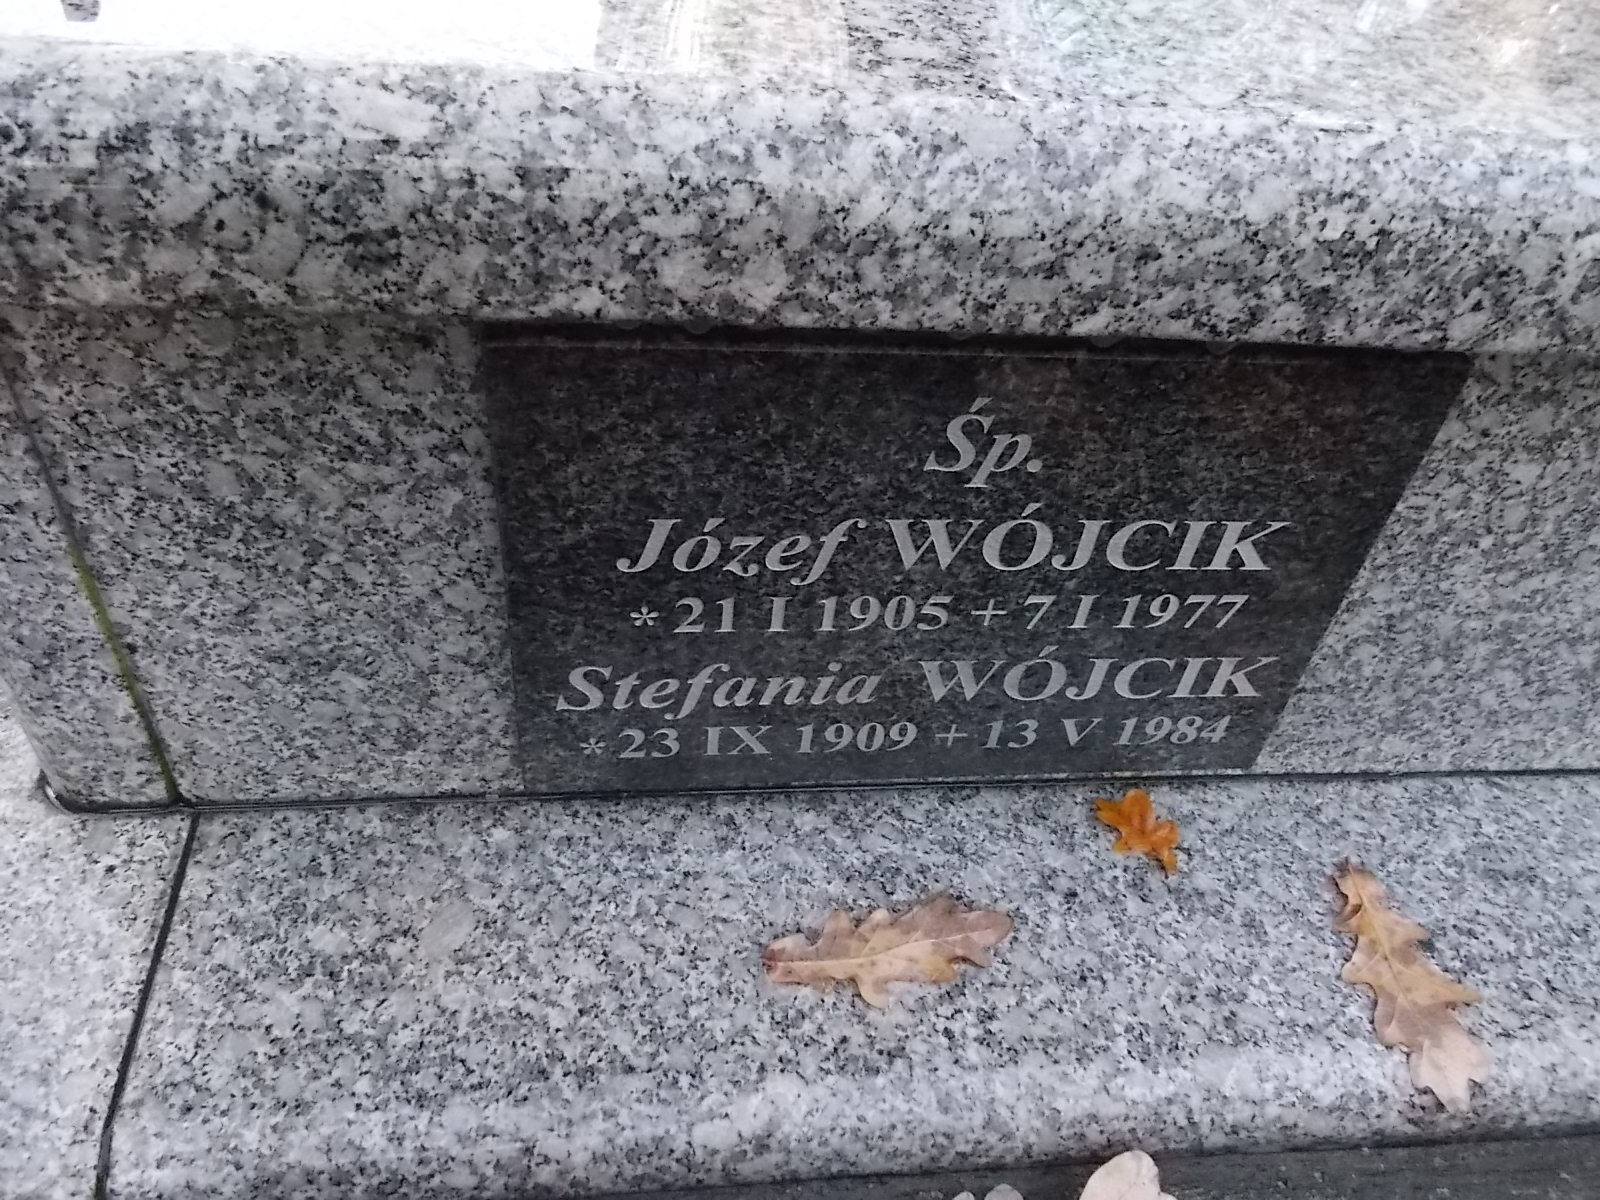 Śp.
Józef WÓJCIK
* 21 I 1905 + 7 I 1977
Stefania WÓJCIK
* 23 IX 1909 + 13 V 1984